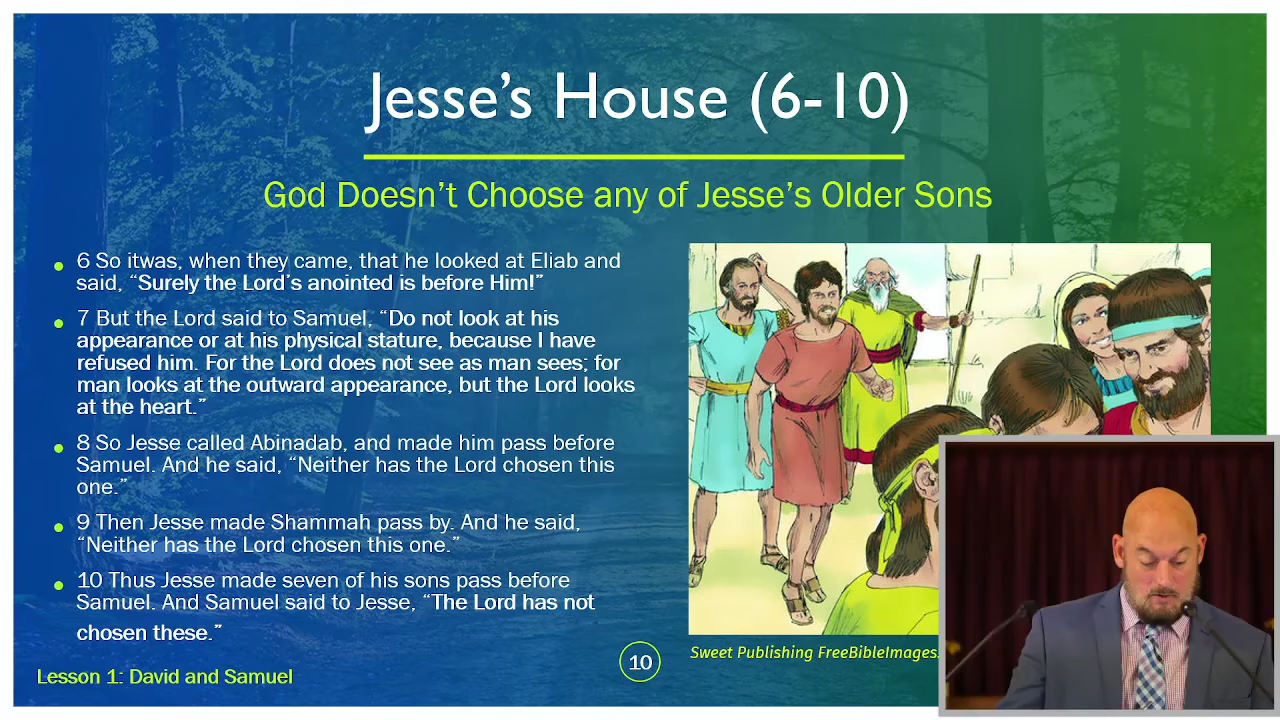 Jesse’s House (6-10)
God Doesn’t Choose any of Jesse’s Older Sons
6 So itwas, when they came, that he looked at Eliab and
said, “Surely the Lord’s anointed is before Him!”
7 But the Lord said to Samuel, “Do not look at his
appearance or at his physical stature, because I have
refused him. For the Lord does not see as man sees; for
man looks at the outward appearance, but the Lord looks
at the heart.”
8 So Jesse called Abinadab, and made him pass before
Samuel. And he said, “Neither has the Lord chosen this
one.”
9 Then Jesse made Shammah pass by. And he said,
“Neither has the Lord chosen this one.”
10 Thus Jesse made seven of his sons pass before
Samuel. And Samuel said to Jesse, “The Lord has not
chosen these.”
Sweet Publishing FreeBibleImages.
10
Lesson 1: David and Samuel